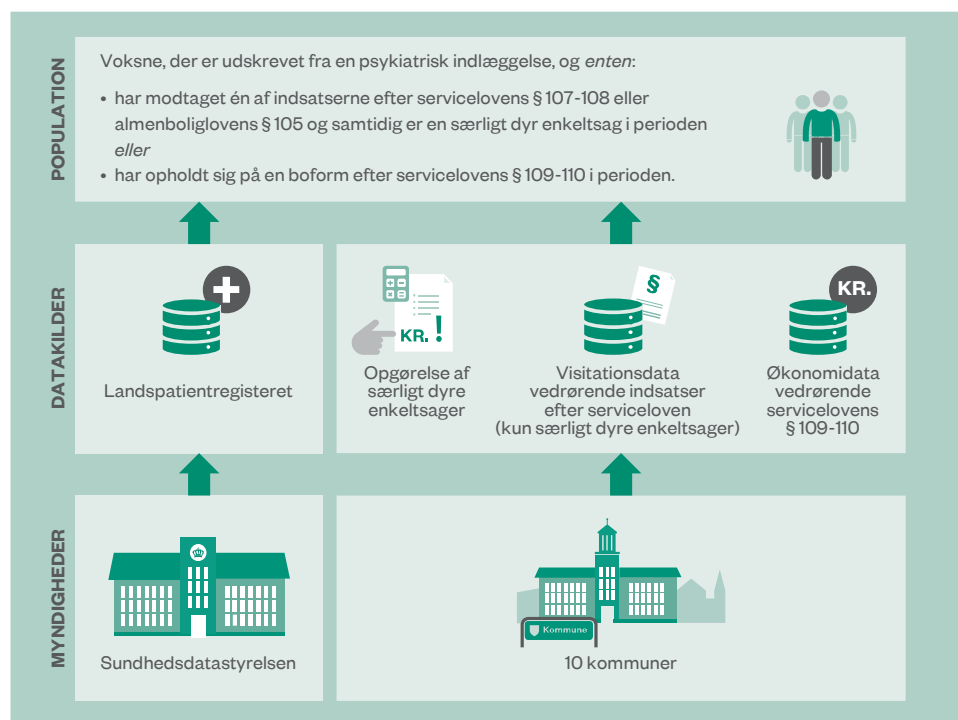 POPULATION
Voksne, der er udskrevet fra en psykiatrisk indlæggelse, og enten:
• har modtaget én af indsatserne efter servicelovens § 107-108 eller
almenboliglovens § 105 og samtidig er en særligt dyr enkeltsag i perioden
eller
• har opholdt sig på en boform efter servicelovens § 109-110 i perioden.
DATAKILDER
Landspatientregisteret
KR. !
Opgørelse af
særligt dyre
enkeltsager
§
Visitationsdata
vedrørende indsatser
efter serviceloven
(kun særligt dyre enkeltsager)
KR.
Økonomidata
vedrørende
servicelovens
§ 109-110
MYNDIGHEDER
Sundhedsdatastyrelsen
Kommune
10 kommuner